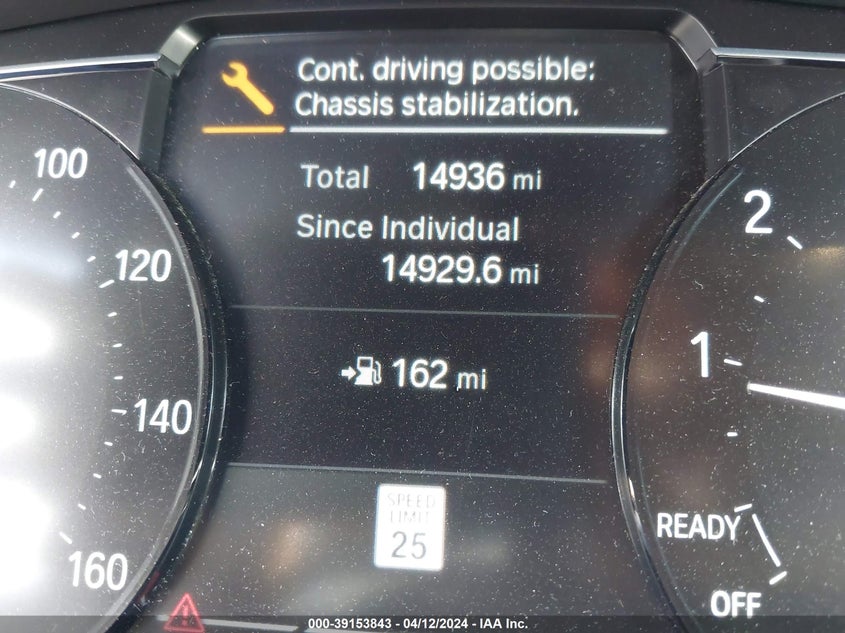 Cont. driving possible:
Chassis stabilization.
100
Total 14936 mi
2
Since Individual
120
14929.6 mi
1
162 mi
140
SPEED
LIMIT
25
READY
160
OFF
000-39153843 - 04/12/2024 - IAA Inc.